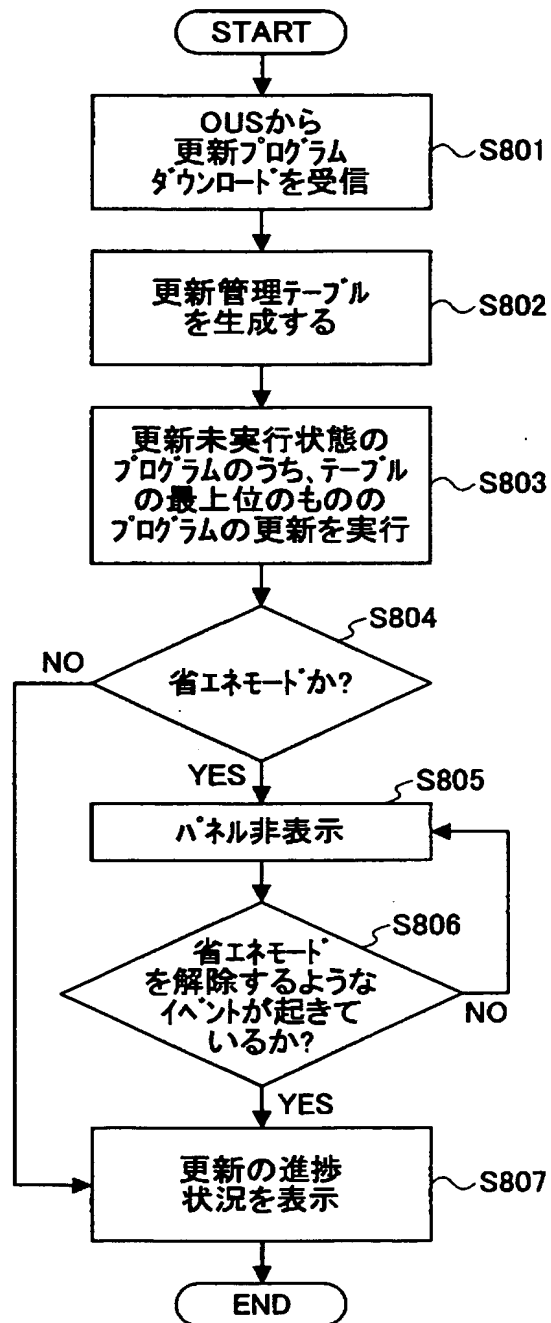 START
OUSから
更新プログラム
ダウンロードを受信
S801
更新管理テーブル
を生成する
S802
更新未実行状態の
プログラムのうち、テーブル
の最上位のものの
プログラムの更新を実行
S803
S804
省エネモードか?
NO
YES
S805
パネル非表示
S806
省エネモード
を解除するような
イベントが起きて
いるか?
NO
YES
更新の進捗
状況を表示
S807
END